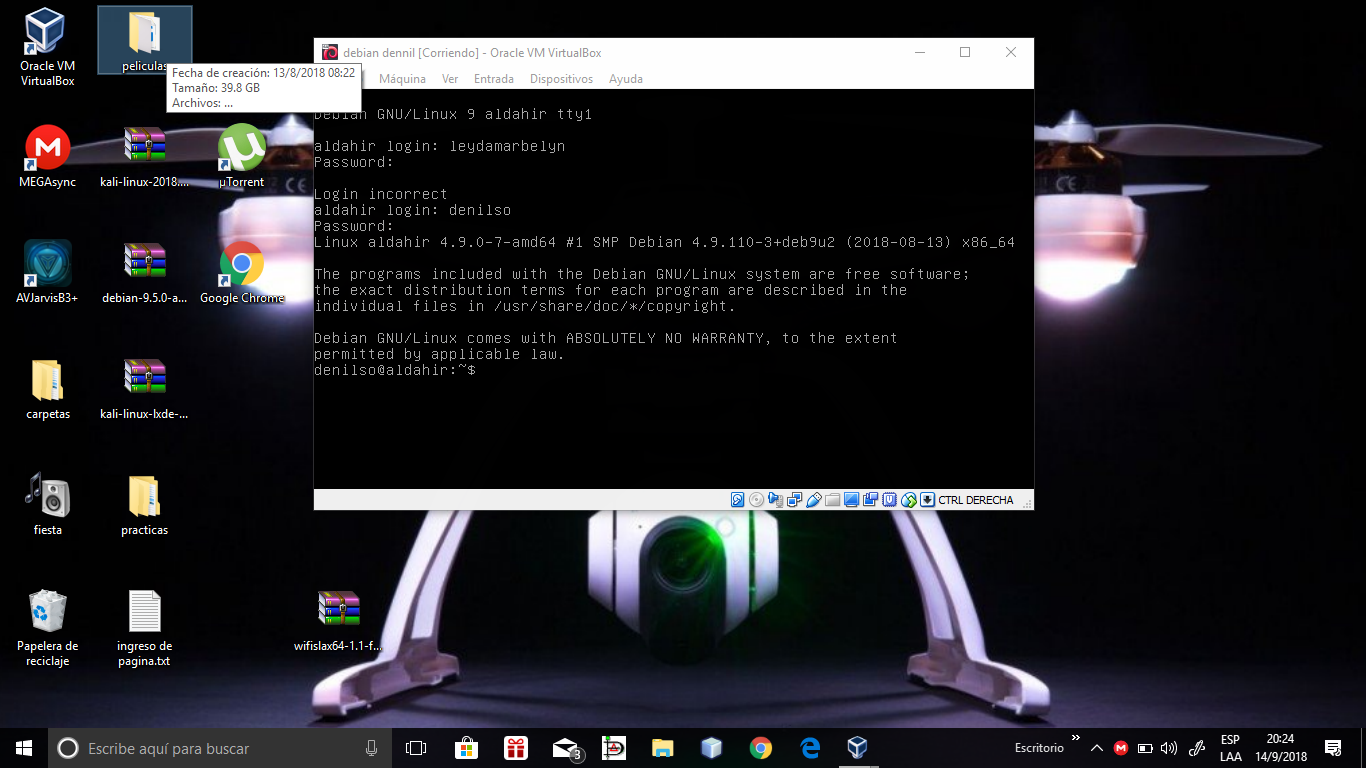 Oracle VM
VirtualBox
peliculas
Fecha de creación: 13/8/2018 08:22
Tamaño: 39.8 GB
Archivos: ...
MEGAsync
kali-linux-2018....
µTorrent
AVJarvisB3+
debian-9.5.0-a...
Google Chrome
carpetas
kali-linux-lxde-...
fiesta
practicas
Papelera de
reciclaje
ingreso de
pagina.txt
wifislax64-1.1-f...
debian dennil [Corriendo] - Oracle VM VirtualBox
Máquina Ver Entrada Dispositivos Ayuda
Debian GNU/Linux 9 aldahir tty1
aldahir login: leydamarbelyn
Password:
Login incorrect
aldahir login: denilso
Password:
Linux aldahir 4.9.0-7-amd64 #1 SMP Debian 4.9.110-3+deb9u2 (2018-08-13) x86_64
The programs included with the Debian GNU/Linux system are free software;
the exact distribution terms for each program are described in the
individual files in /usr/share/doc/*/copyright.
Debian GNU/Linux comes with ABSOLUTELY NO WARRANTY, to the extent
permitted by applicable law.
denilso@aldahir:~$
CTRL DERECHA
Escribe aquí para buscar
3
Escritorio
ESP
LAA
20:24
14/9/2018